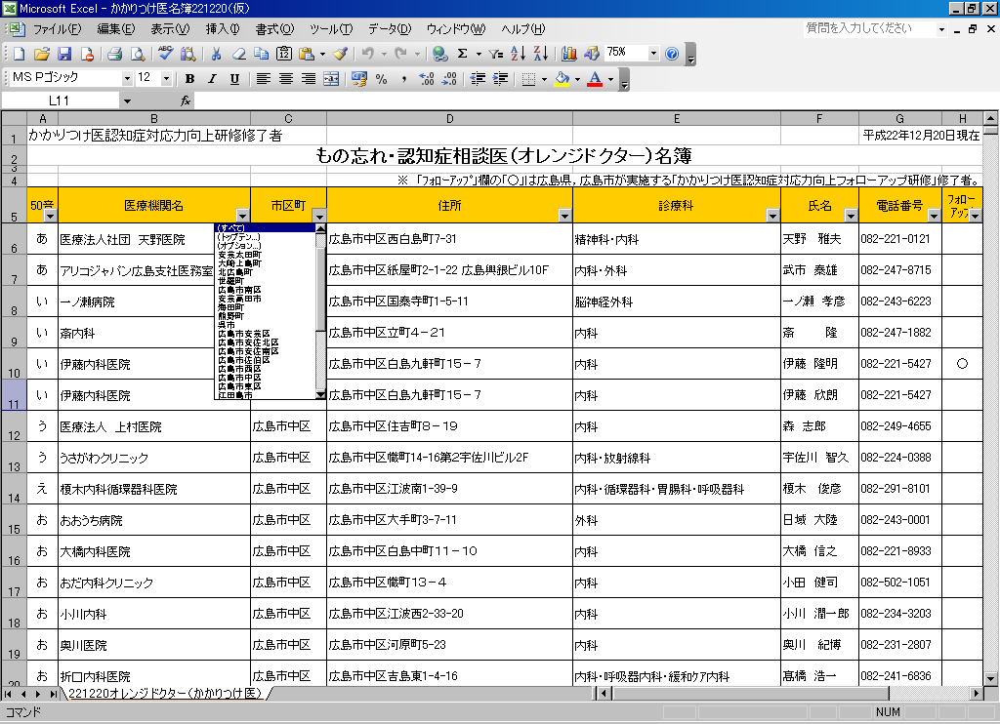 Microsoft Excel - かかりつけ医名簿221220(仮)
ファイル(F) 編集(E) 表示(V) 挿入(I) 書式(O) ツール(T) データ(D) ウィンドウ(W) ヘルプ(H) 質問を入力してください
75%
MS Pゴシック 12 B I U
L11 fx
A B C D E F G H
1 かかりつけ医認知症対応力向上研修修了者 平成22年12月20日現在
2 もの忘れ・認知症相談医(オレンジドクター)名簿
3
4 ※ 「フォローアップ」欄の「○」は広島県,広島市が実施する「かかりつけ医認知症対応力向上フォローアップ研修」修了者。
5 50音 医療機関名 市区町 住所 診療科 氏名 電話番号 フォローアップ
(すべて)
(トップテン...)
(オプション...)
安芸太田町
大崎上島町
北広島町
世羅町
広島市南区
安芸高田市
海田町
熊野町
呉市
広島市安芸区
広島市安佐北区
広島市安佐南区
広島市佐伯区
広島市西区
広島市中区
広島市東区
江田島市
6 あ 医療法人社団 天野医院 広島市中区西白島町7-31 精神科・内科 天野 雅夫 082-221-0121
7 あ アリコジャパン広島支社医務室 広島市中区紙屋町2-1-22 広島興銀ビル10F 内科・外科 武市 泰雄 082-247-8715
8 い 一ノ瀬病院 広島市中区国泰寺町1-5-11 脳神経外科 一ノ瀬 孝彦 082-243-6223
9 い 斎内科 広島市中区立町4-21 内科 斎 隆 082-247-1882
10 い 伊藤内科医院 広島市中区白島九軒町15-7 内科 伊藤 隆明 082-221-5427 ○
11 い 伊藤内科医院 広島市中区白島九軒町15-7 内科 伊藤 欣朗 082-221-5427
12 う 医療法人 上村医院 広島市中区 広島市中区住吉町8-19 内科 森 志郎 082-249-4655
13 う うさがわクリニック 広島市中区 広島市中区幟町14-16第2宇佐川ビル2F 内科・放射線科 宇佐川 智久 082-224-0388
14 え 榎木内科循環器科医院 広島市中区 広島市中区江波南1-39-9 内科・循環器科・胃腸科・呼吸器科 榎木 俊彦 082-291-8101
15 お おおうち病院 広島市中区 広島市中区大手町3-7-11 外科 日域 大陸 082-243-0001
16 お 大橋内科医院 広島市中区 広島市中区白島中町11-10 内科 大橋 信之 082-221-8933
17 お おだ内科クリニック 広島市中区 広島市中区幟町13-4 内科 小田 健司 082-502-1051
18 お 小川内科 広島市中区 広島市中区江波西2-33-20 内科 小川 潤一郎 082-234-3203
19 お 奥川医院 広島市中区 広島市中区河原町5-23 内科 奥川 紀博 082-231-2807
20 お 折口内科医院 広島市中区 広島市中区吉島東1-4-16 内科・呼吸器内科・緩和ケア内科 髙橋 浩一 082-241-6836
221220オレンジドクター(かかりつけ医)
コマンド NUM